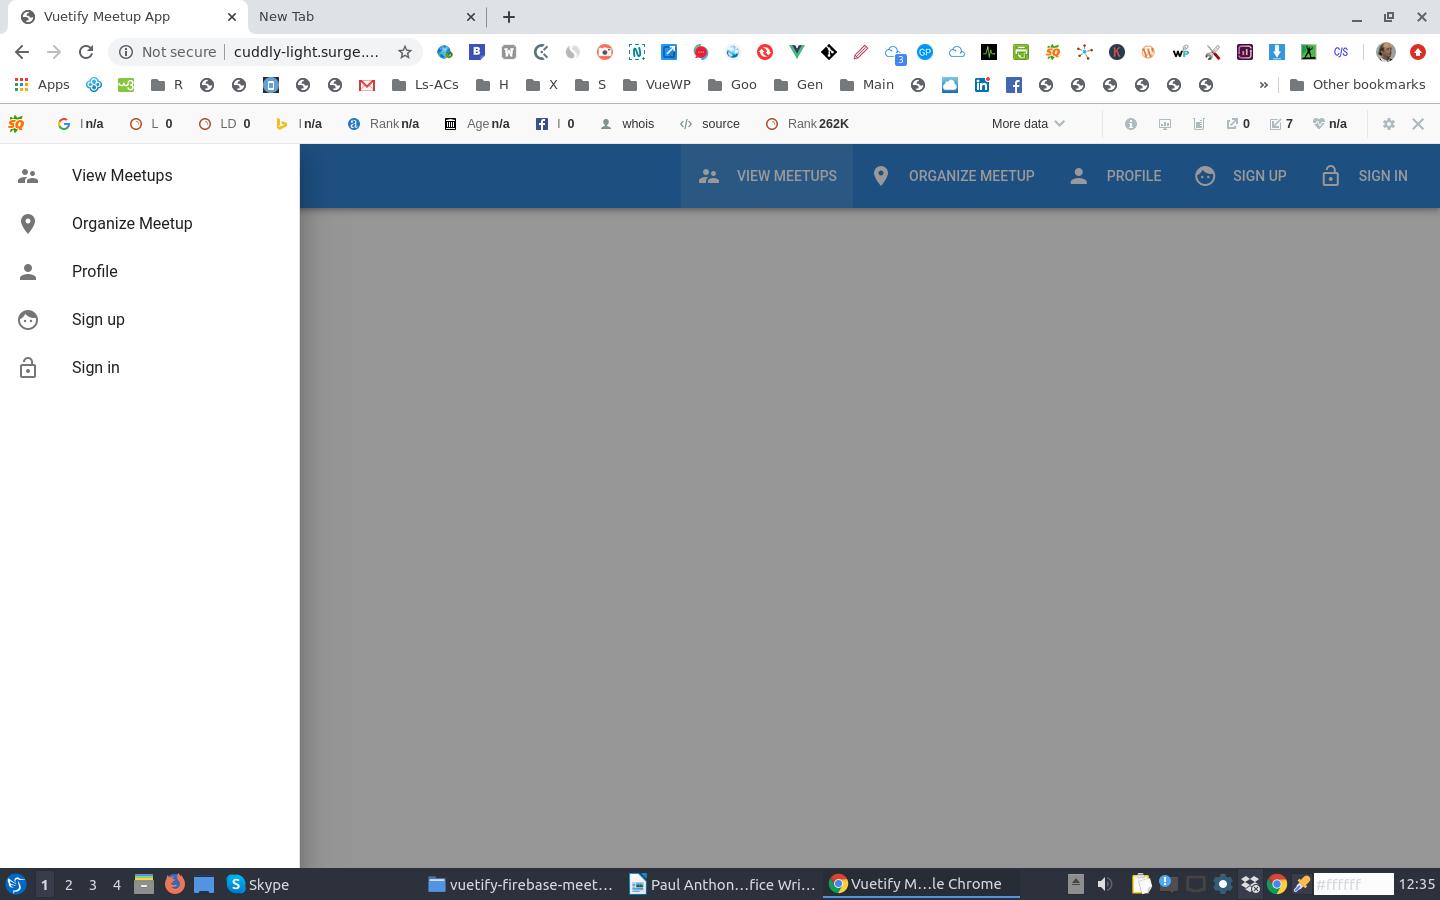 Vuetify Meetup App
New Tab
Not secure cuddly-light.surge....
Apps R Ls-ACs H X S VueWP Goo Gen Main » Other bookmarks
I n/a L 0 LD 0 I n/a Rank n/a Age n/a I 0 whois source Rank 262K More data 0 7 n/a
View Meetups
Organize Meetup
Profile
Sign up
Sign in
VIEW MEETUPS ORGANIZE MEETUP PROFILE SIGN UP SIGN IN
1 2 3 4 Skype vuetify-firebase-meet... Paul Anthon...fice Wri... Vuetify M...le Chrome #ffffff 12:35